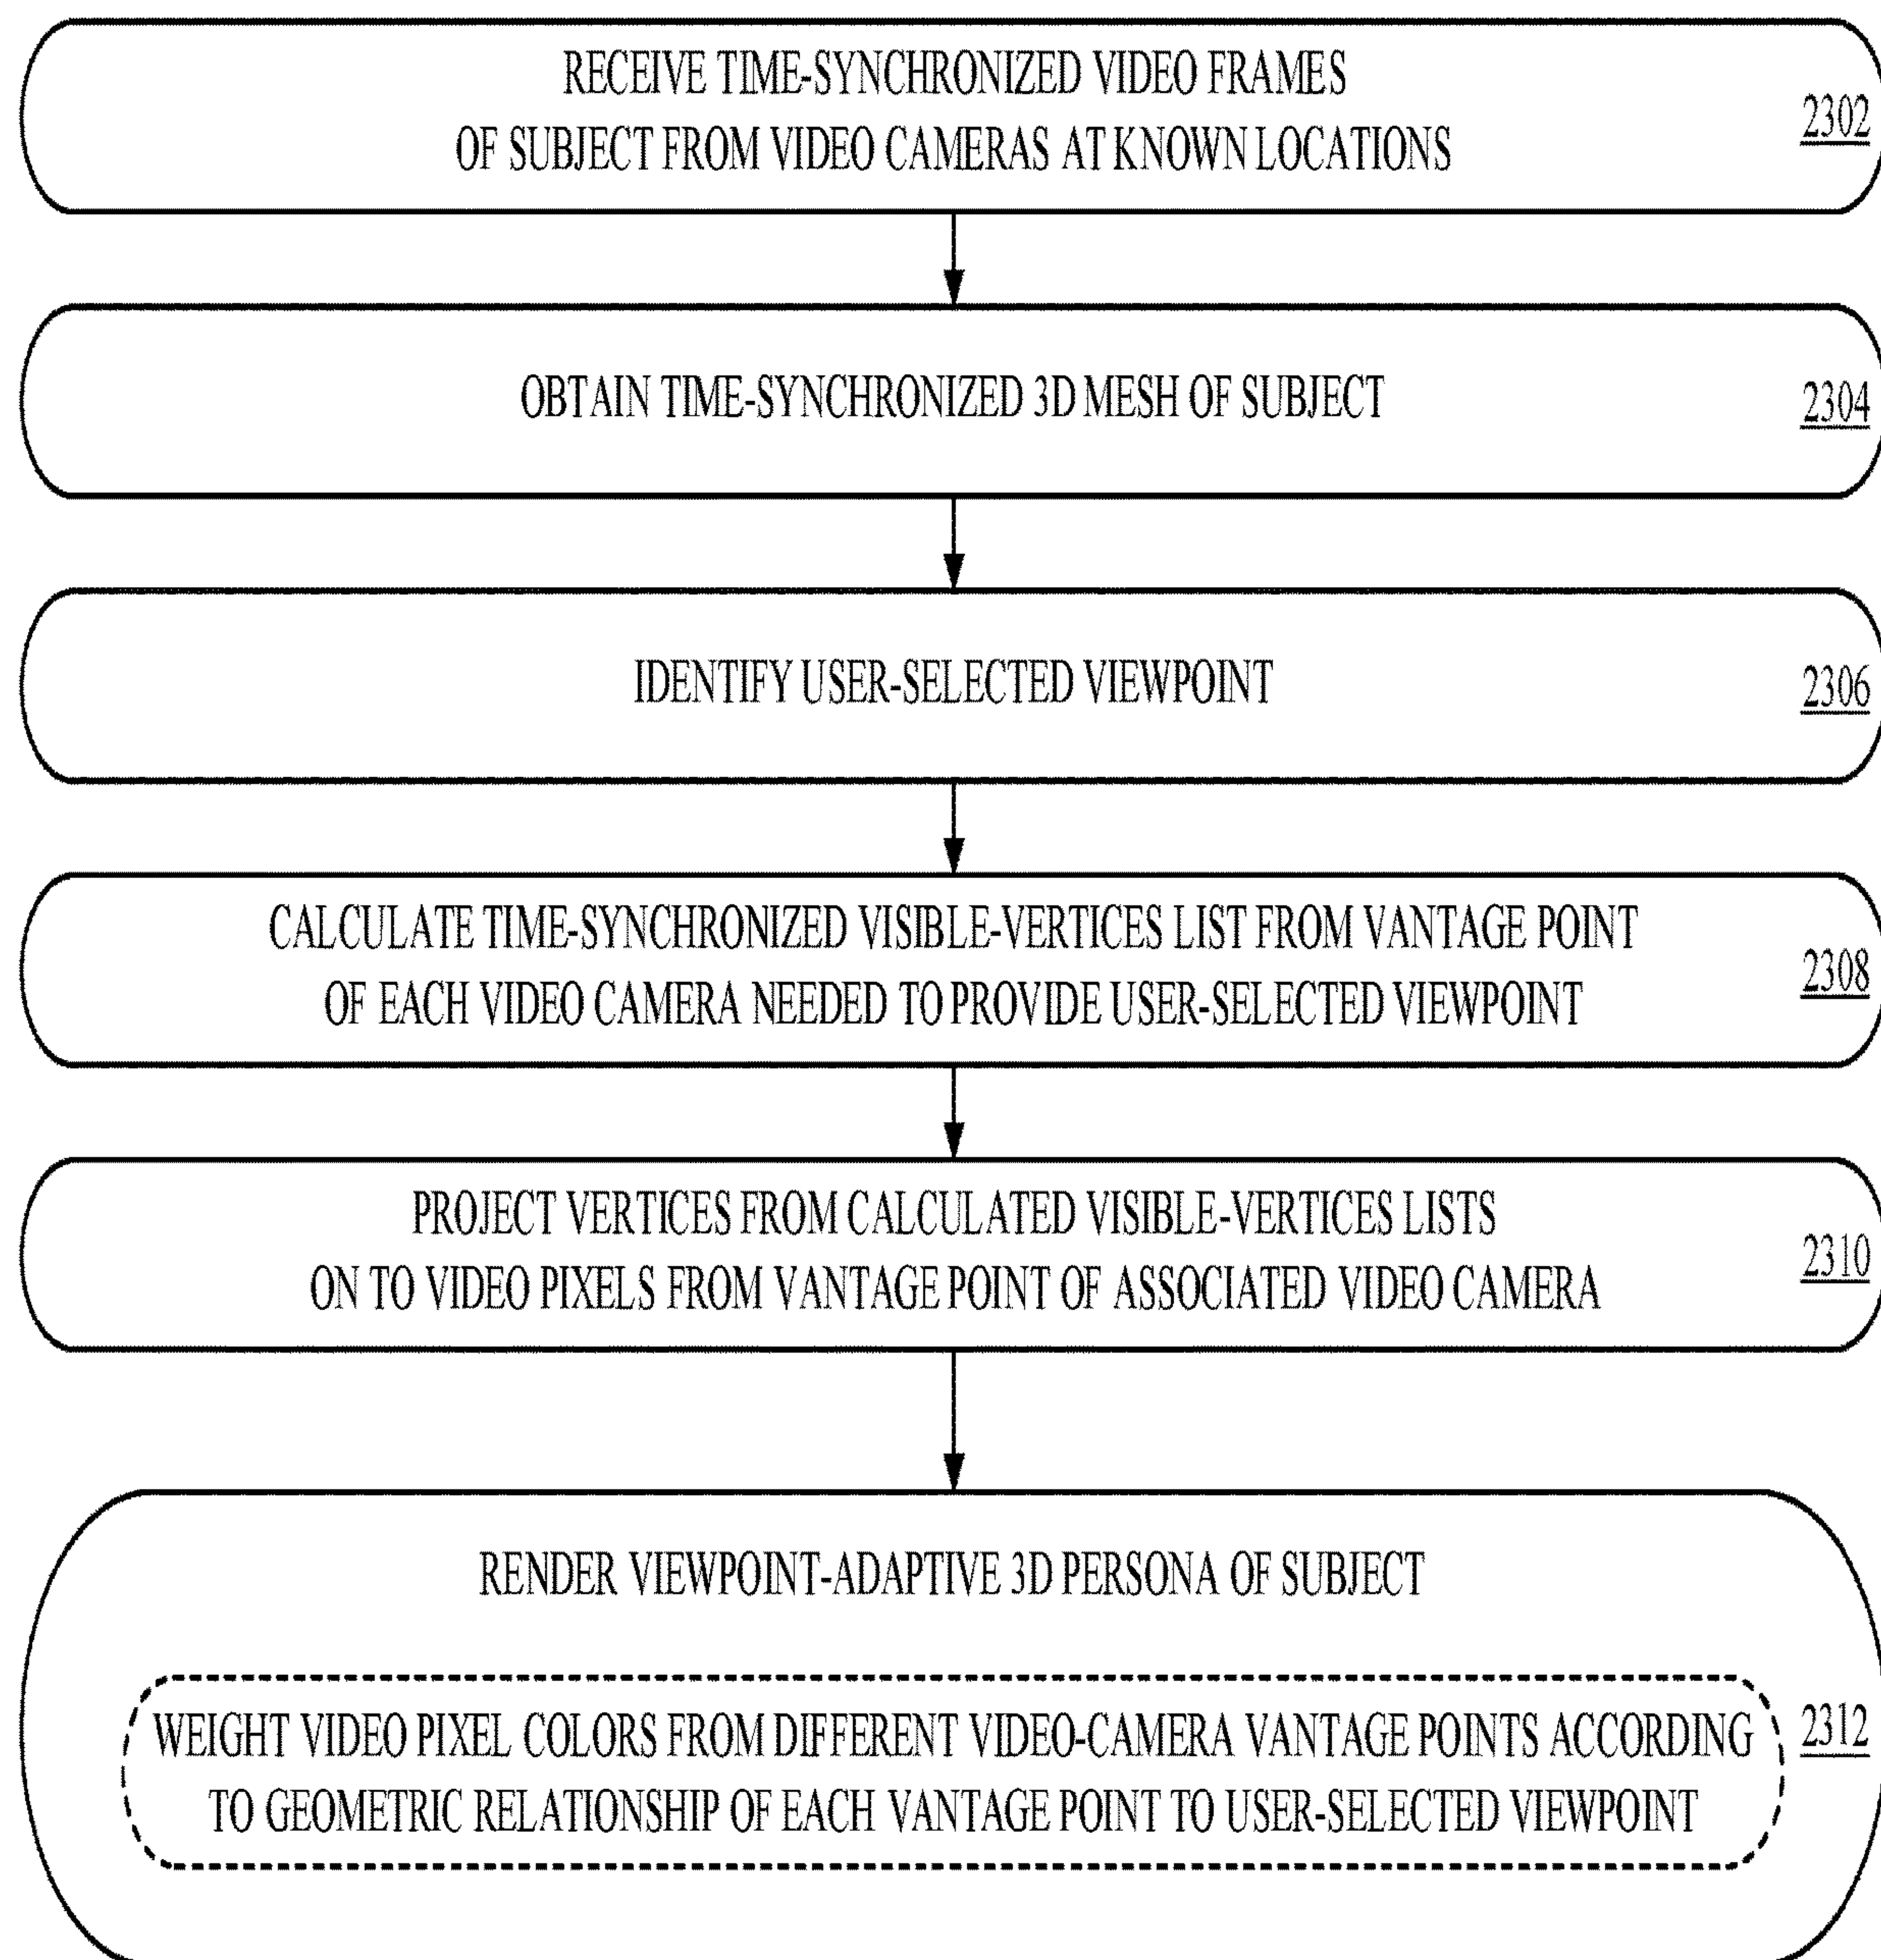 RECEIVE TIME-SYNCHRONIZED VIDEO FRAMES
OF SUBJECT FROM VIDEO CAMERAS AT KNOWN LOCATIONS
2302
OBTAIN TIME-SYNCHRONIZED 3D MESH OF SUBJECT
2304
IDENTIFY USER-SELECTED VIEWPOINT
2306
CALCULATE TIME-SYNCHRONIZED VISIBLE-VERTICES LIST FROM VANTAGE POINT
OF EACH VIDEO CAMERA NEEDED TO PROVIDE USER-SELECTED VIEWPOINT
2308
PROJECT VERTICES FROM CALCULATED VISIBLE-VERTICES LISTS
ON TO VIDEO PIXELS FROM VANTAGE POINT OF ASSOCIATED VIDEO CAMERA
2310
RENDER VIEWPOINT-ADAPTIVE 3D PERSONA OF SUBJECT
WEIGHT VIDEO PIXEL COLORS FROM DIFFERENT VIDEO-CAMERA VANTAGE POINTS ACCORDING
TO GEOMETRIC RELATIONSHIP OF EACH VANTAGE POINT TO USER-SELECTED VIEWPOINT
2312